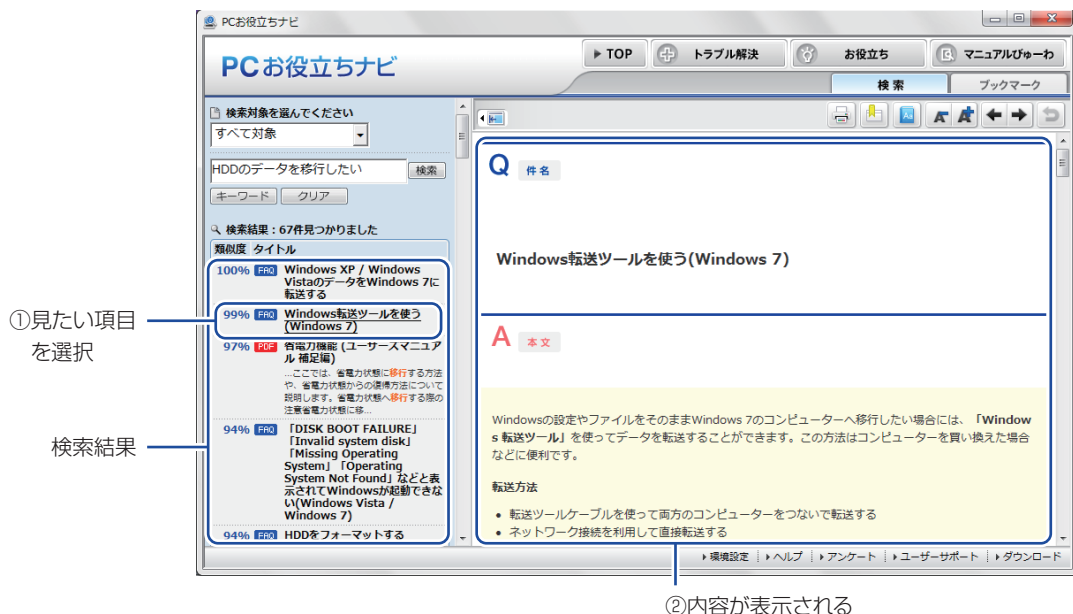 PCお役立ちナビ
PCお役立ちナビ
TOP
トラブル解決
お役立ち
マニュアルびゅーわ
検索
ブックマーク
検索対象を選んでください
すべて対象
HDDのデータを移行したい
検索
キーワード
クリア
検索結果：67件見つかりました
類似度 タイトル
100% FAQ Windows XP / Windows
VistaのデータをWindows 7に
転送する
99% FAQ Windows転送ツールを使う
(Windows 7)
97% PDF 省電力機能 (ユーザーズマニュア
ル 補足編)
...ここでは、省電力状態に移行する方法
や、省電力状態からの復帰方法について
説明します。省電力状態へ移行する際の
注意省電力状態に移...
94% FAQ 「DISK BOOT FAILURE」
「Invalid system disk」
「Missing Operating
System」「Operating
System Not Found」などと表
示されてWindowsが起動できな
い(Windows Vista /
Windows 7)
94% FAQ HDDをフォーマットする
Q 件名
Windows転送ツールを使う(Windows 7)
A 本文
Windowsの設定やファイルをそのままWindows 7のコンピューターへ移行したい場合には、「Window
s 転送ツール」を使ってデータを転送することができます。この方法はコンピューターを買い換えた場合
などに便利です。
転送方法
• 転送ツールケーブルを使って両方のコンピューターをつないで転送する
• ネットワーク接続を利用して直接転送する
環境設定
ヘルプ
アンケート
ユーザーサポート
ダウンロード
①見たい項目
を選択
検索結果
②内容が表示される